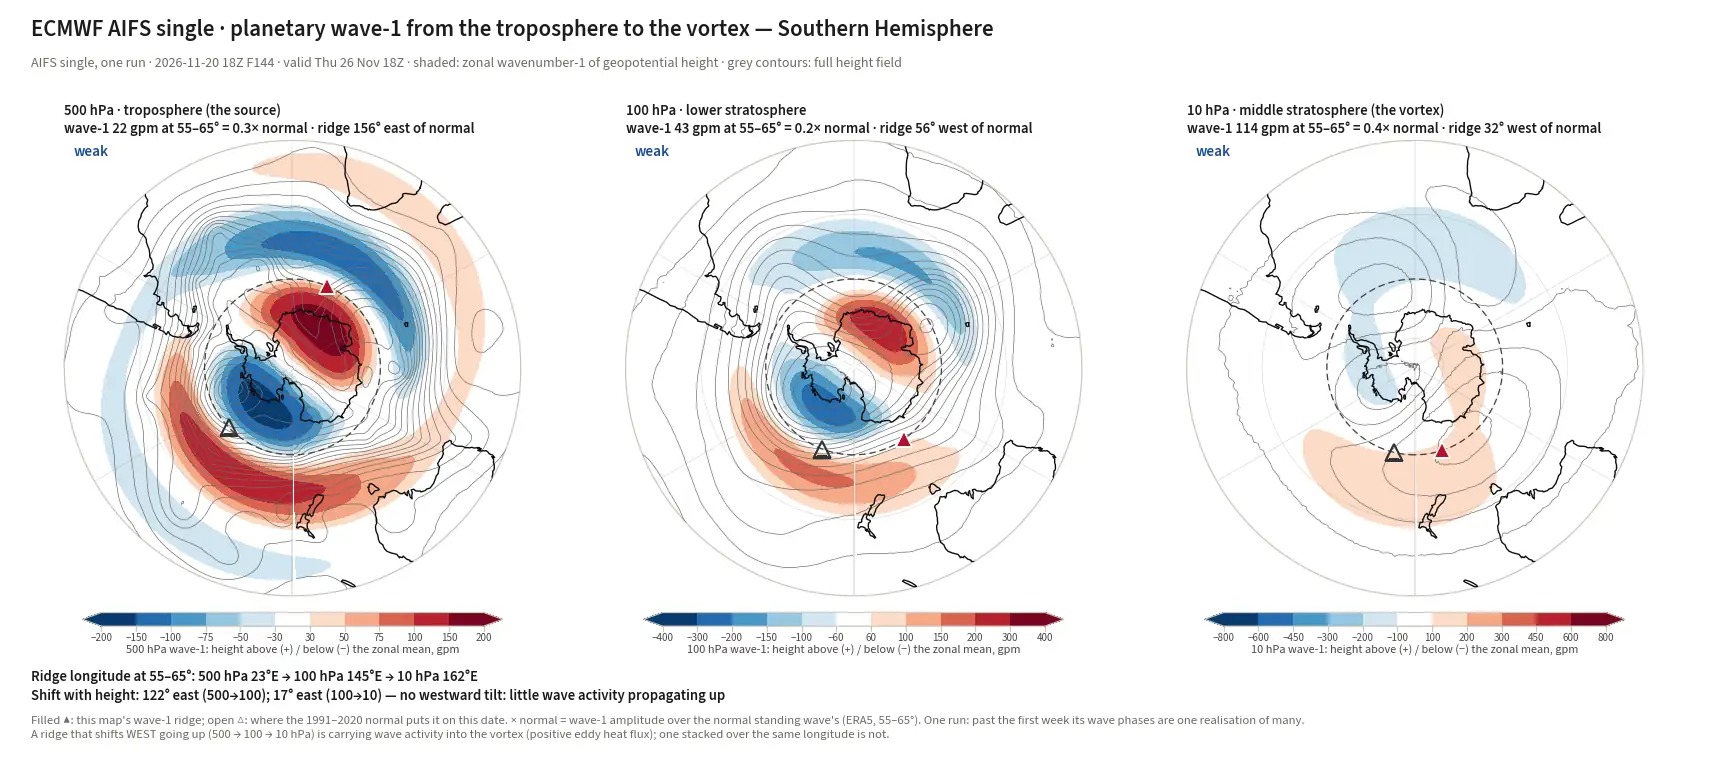 ECMWF AIFS single · planetary wave-1 from the troposphere to the vortex — Southern Hemisphere
AIFS single, one run · 2026-11-20 18Z F144 · valid Thu 26 Nov 18Z · shaded: zonal wavenumber-1 of geopotential height · grey contours: full height field
500 hPa · troposphere (the source)
wave-1 22 gpm at 55–65° = 0.3× normal · ridge 156° east of normal
weak
100 hPa · lower stratosphere
wave-1 43 gpm at 55–65° = 0.2× normal · ridge 56° west of normal
weak
10 hPa · middle stratosphere (the vortex)
wave-1 114 gpm at 55–65° = 0.4× normal · ridge 32° west of normal
weak
−200 −150 −100 −75 −50 −30 30 50 75 100 150 200
500 hPa wave-1: height above (+) / below (−) the zonal mean, gpm
−400 −300 −200 −150 −100 −60 60 100 150 200 300 400
100 hPa wave-1: height above (+) / below (−) the zonal mean, gpm
−800 −600 −450 −300 −200 −100 100 200 300 450 600 800
10 hPa wave-1: height above (+) / below (−) the zonal mean, gpm
Ridge longitude at 55–65°: 500 hPa 23°E → 100 hPa 145°E → 10 hPa 162°E
Shift with height: 122° east (500→100); 17° east (100→10) — no westward tilt: little wave activity propagating up
Filled ▲: this map's wave-1 ridge; open △: where the 1991–2020 normal puts it on this date. × normal = wave-1 amplitude over the normal standing wave's (ERA5, 55–65°). One run: past the first week its wave phases are one realisation of many.
A ridge that shifts WEST going up (500 → 100 → 10 hPa) is carrying wave activity into the vortex (positive eddy heat flux); one stacked over the same longitude is not.